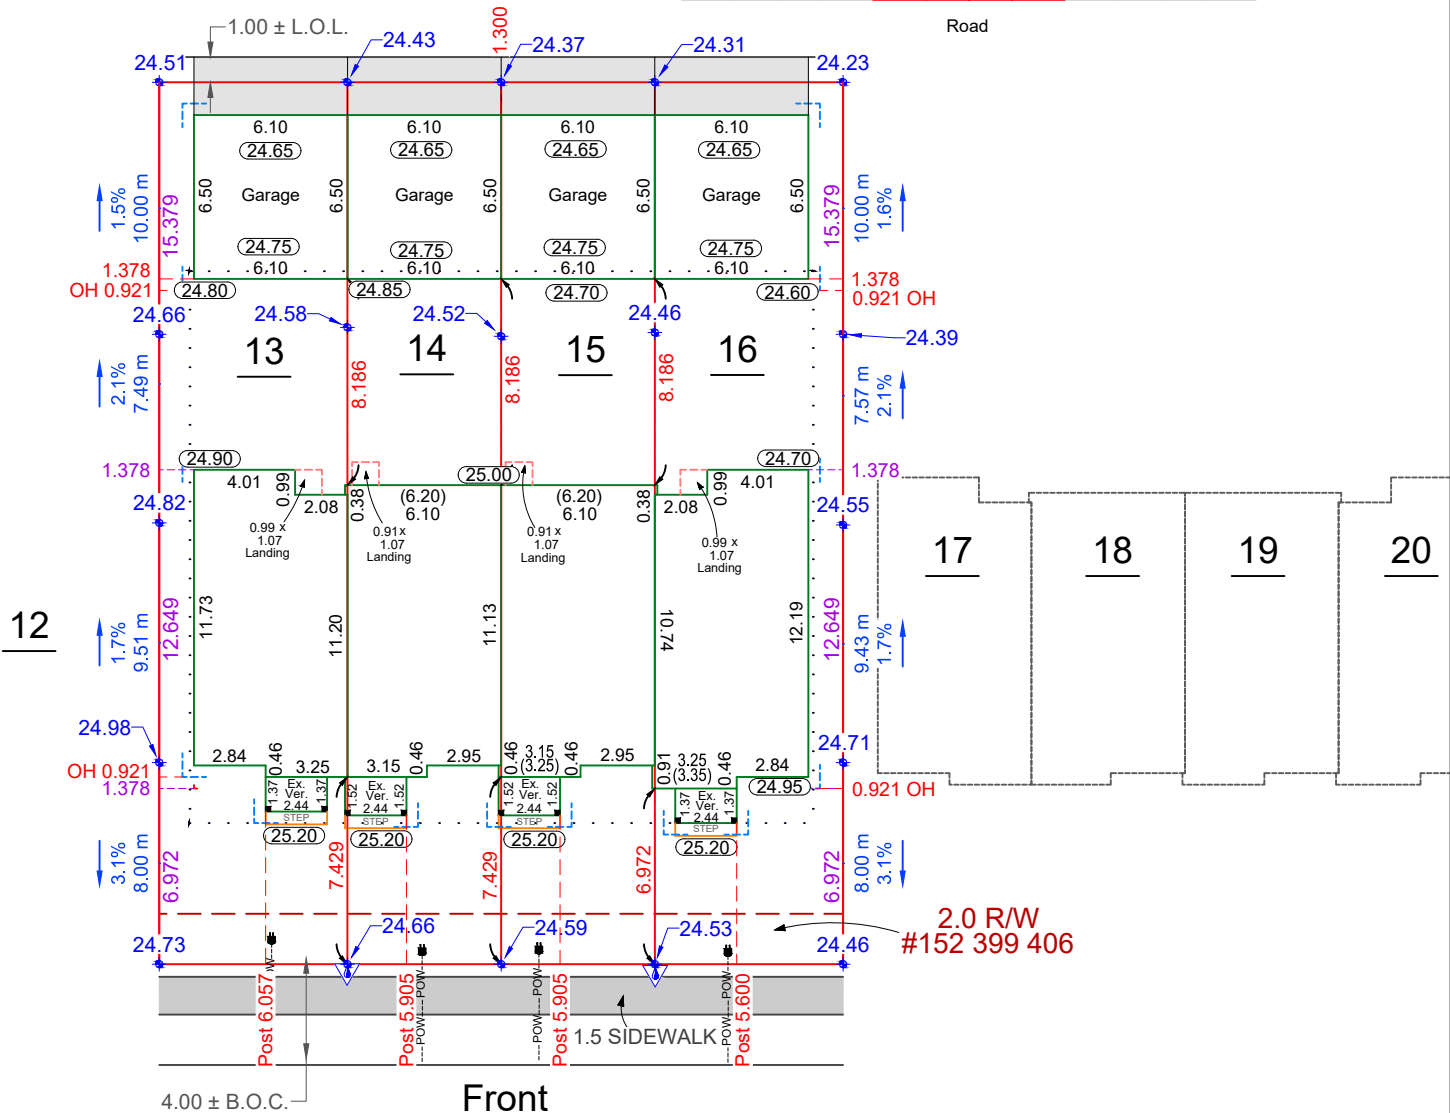 Road
1.00 ± L.O.L.
24.51
24.43
1.300
24.37
24.31
24.23
6.10
6.10
6.10
6.10
24.65
24.65
24.65
24.65
6.50
Garage
6.50
Garage
6.50
Garage
6.50
Garage
6.50
1.5%
10.00 m
15.379
15.379
10.00 m
1.6%
24.75
24.75
24.75
24.75
6.10
6.10
6.10
6.10
1.378
1.378
OH 0.921
24.80
24.85
24.70
24.60
0.921 OH
24.66
24.58
24.52
24.46
24.39
13
14
15
16
2.1%
7.49 m
8.186
8.186
8.186
7.57 m
2.1%
24.90
25.00
24.70
1.378
1.378
4.01
0.99
2.08
0.38
(6.20)
6.10
(6.20)
6.10
0.38
2.08
0.99
4.01
24.82
24.55
0.99 x
1.07
Landing
0.91x
1.07
Landing
0.91x
1.07
Landing
0.99 x
1.07
Landing
17
18
19
20
12
1.7%
9.51 m
12.649
11.73
11.20
11.13
10.74
12.19
12.649
9.43 m
1.7%
24.98
24.71
2.84
0.46
3.25
3.15
0.46
2.95
0.46
3.15
(3.25)
0.46
2.95
0.91
3.25
(3.35)
0.46
2.84
OH 0.921
1.378
24.95
0.921 OH
1.37
Ex.
Ver.
2.44
1.37
STEP
25.20
1.52
Ex.
Ver.
2.44
1.52
STEP
25.20
1.52
Ex.
Ver.
2.44
1.52
STEP
25.20
1.37
Ex.
Ver.
2.44
1.37
STEP
25.20
3.1%
8.00 m
6.972
7.429
7.429
6.972
6.972
8.00 m
3.1%
2.0 R/W
#152 399 406
24.73
24.66
24.59
24.53
24.46
Post 6.057
W
Post 5.905
POW
POW
POW
POW
Post 5.905
POW
POW
Post 5.600
1.5 SIDEWALK
4.00 ± B.O.C.
Front